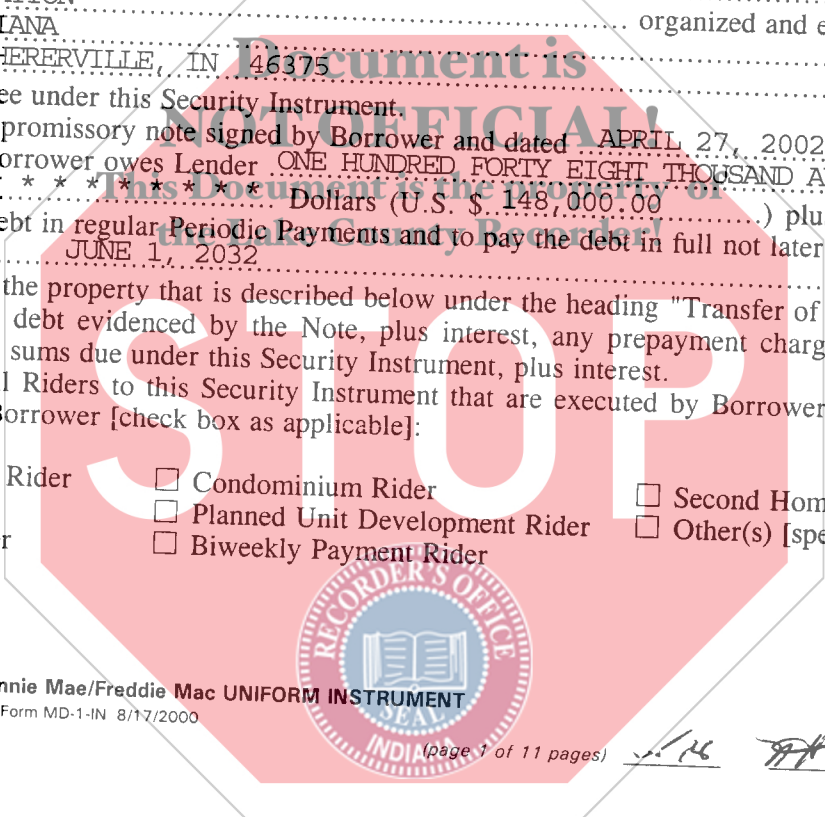 IANA
organized and e
HERERVILLE, IN 46375
Document is
ee under this Security Instrument.
NOT OFFICIAL!
promissory note signed by Borrower and dated APRIL 27, 2002
orrower owes Lender ONE HUNDRED FORTY EIGHT THOUSAND A
This Document is the property of
* * * * * * * * Dollars (U.S. $ 148,000.00 ) plu
the Lake County Recorder!
ebt in regular Periodic Payments and to pay the debt in full not later
JUNE 1, 2032
the property that is described below under the heading "Transfer of
debt evidenced by the Note, plus interest, any prepayment charg
sums due under this Security Instrument, plus interest.
l Riders to this Security Instrument that are executed by Borrower
Borrower [check box as applicable]:
STOP
Rider
☐ Condominium Rider
☐ Second Hom
☐ Planned Unit Development Rider
☐ Other(s) [spe
er
☐ Biweekly Payment Rider
RECORDER'S OFFICE
SEAL
INDIANA
nnie Mae/Freddie Mac UNIFORM INSTRUMENT
Form MD-1-IN 8/17/2000
(page 1 of 11 pages)